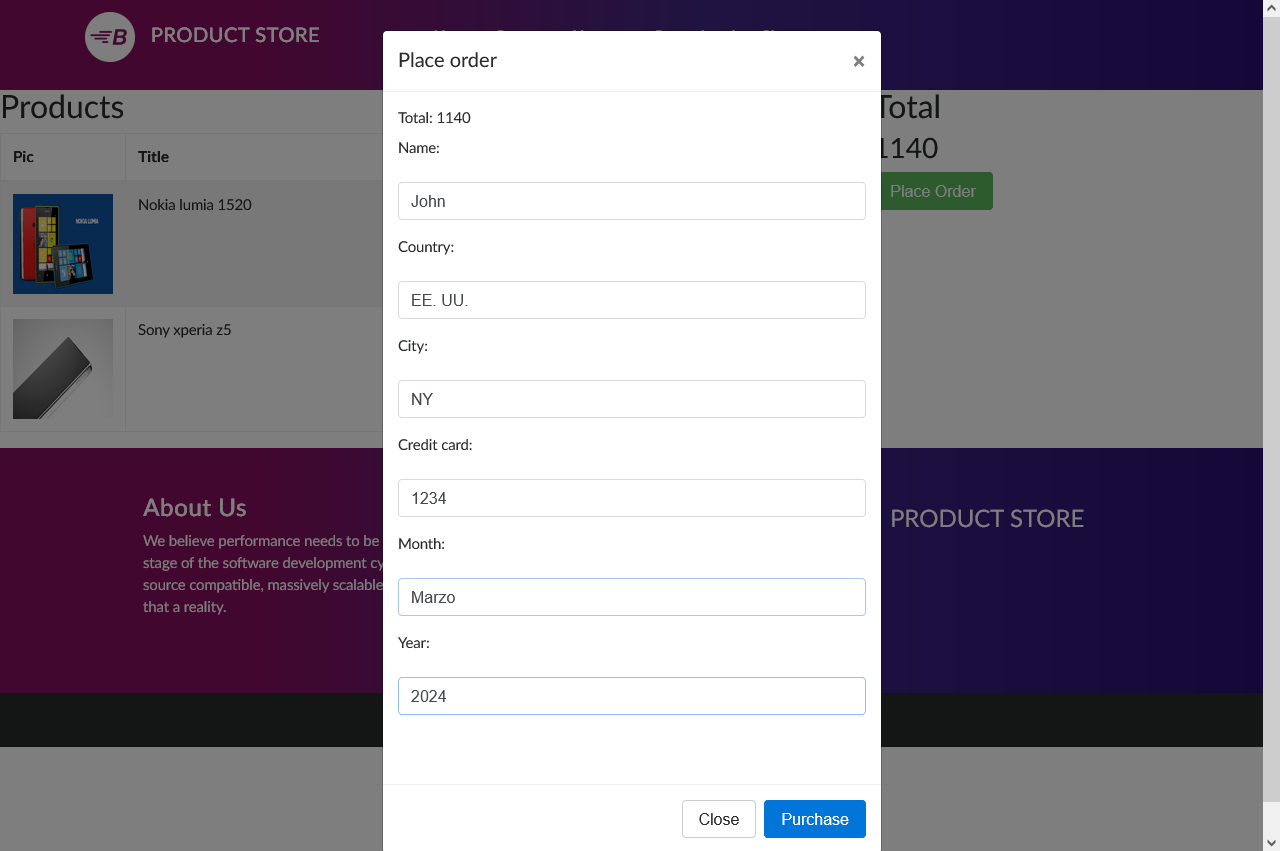 PRODUCT STORE
Place order
×
Products
Total
Total: 1140
1140
Name:
Pic
Title
John
Place Order
Nokia lumia 1520
NOKIA LUMIA
Country:
EE. UU.
Sony xperia z5
City:
NY
Credit card:
1234
About Us
PRODUCT STORE
We believe performance needs to be
stage of the software development cy
source compatible, massively scalable
that a reality.
Month:
Marzo
Year:
2024
Close
Purchase